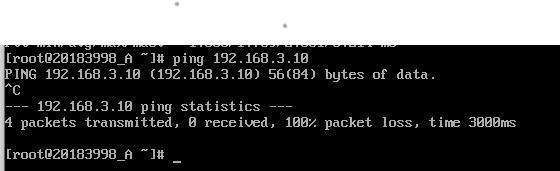 [root@20183998_A ~]# ping 192.168.3.10
PING 192.168.3.10 (192.168.3.10) 56(84) bytes of data.
^C
--- 192.168.3.10 ping statistics ---
4 packets transmitted, 0 received, 100% packet loss, time 3000ms
[root@20183998_A ~]# _